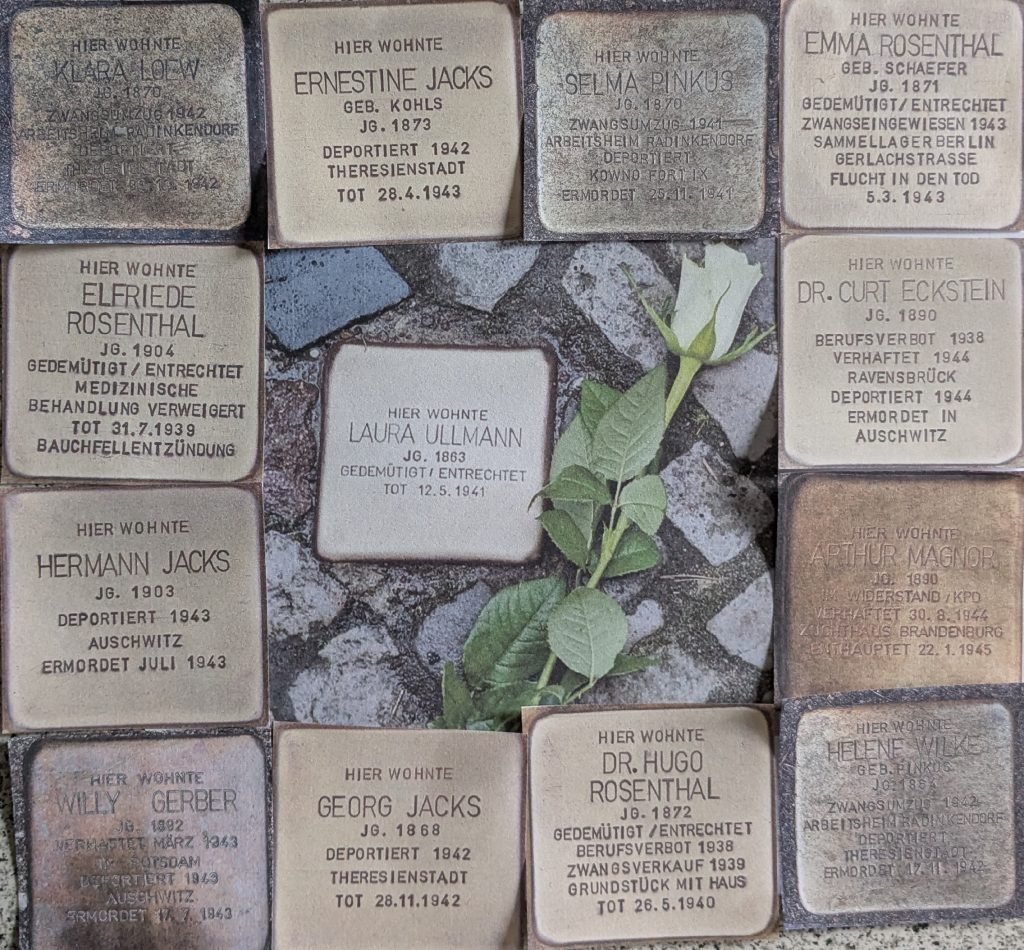 HIER WOHNTE
KLARA LOEW
JG. 1870
ZWANGSUMZUG 1942
ARBEITSHEIM RADINKENDORF
DEPORTIERT
THERESIENSTADT
ERMORDET 1942
HIER WOHNTE
ERNESTINE JACKS
GEB. KOHLS
JG. 1873
DEPORTIERT 1942
THERESIENSTADT
TOT 28.4.1943
HIER WOHNTE
SELMA PINKUS
JG. 1870
ZWANGSUMZUG 1941
ARBEITSHEIM RADINKENDORF
DEPORTIERT
KOWNO FORT IX
ERMORDET 25.11.1941
HIER WOHNTE
EMMA ROSENTHAL
GEB. SCHAEFER
JG. 1871
GEDEMÜTIGT/ENTRECHTET
ZWANGSEINGEWIESEN 1943
SAMMELLAGER BERLIN
GERLACHSTRASSE
FLUCHT IN DEN TOD
5.3.1943
HIER WOHNTE
ELFRIEDE
ROSENTHAL
JG. 1904
GEDEMÜTIGT/ENTRECHTET
MEDIZINISCHE
BEHANDLUNG VERWEIGERT
TOT 31.7.1939
BAUCHFELLENTZÜNDUNG
HIER WOHNTE
LAURA ULLMANN
JG. 1863
GEDEMÜTIGT/ENTRECHTET
TOT 12.5.1941
HIER WOHNTE
DR. CURT ECKSTEIN
JG. 1890
BERUFSVERBOT 1938
VERHAFTET 1944
RAVENSBRÜCK
DEPORTIERT 1944
ERMORDET IN
AUSCHWITZ
HIER WOHNTE
HERMANN JACKS
JG. 1903
DEPORTIERT 1943
AUSCHWITZ
ERMORDET JULI 1943
HIER WOHNTE
ARTHUR MAGNOR
JG. 1890
IM WIDERSTAND/KPD
VERHAFTET 30.8.1944
ZUCHTHAUS BRANDENBURG
ENTHAUPTET 22.1.1945
HIER WOHNTE
WILLY GERBER
JG. 1892
VERHAFTET MÄRZ 1943
POTSDAM
DEPORTIERT 1943
AUSCHWITZ
ERMORDET 17.7.1943
HIER WOHNTE
GEORG JACKS
JG. 1868
DEPORTIERT 1942
THERESIENSTADT
TOT 28.11.1942
HIER WOHNTE
DR. HUGO
ROSENTHAL
JG. 1872
GEDEMÜTIGT/ENTRECHTET
BERUFSVERBOT 1938
ZWANGSVERKAUF 1939
GRUNDSTÜCK MIT HAUS
TOT 26.5.1940
HIER WOHNTE
HELENE WILKE
GEB. PINKUS
ZWANGSUMZUG 1942
ARBEITSHEIM RADINKENDORF
DEPORTIERT
THERESIENSTADT
ERMORDET 17.11.1942